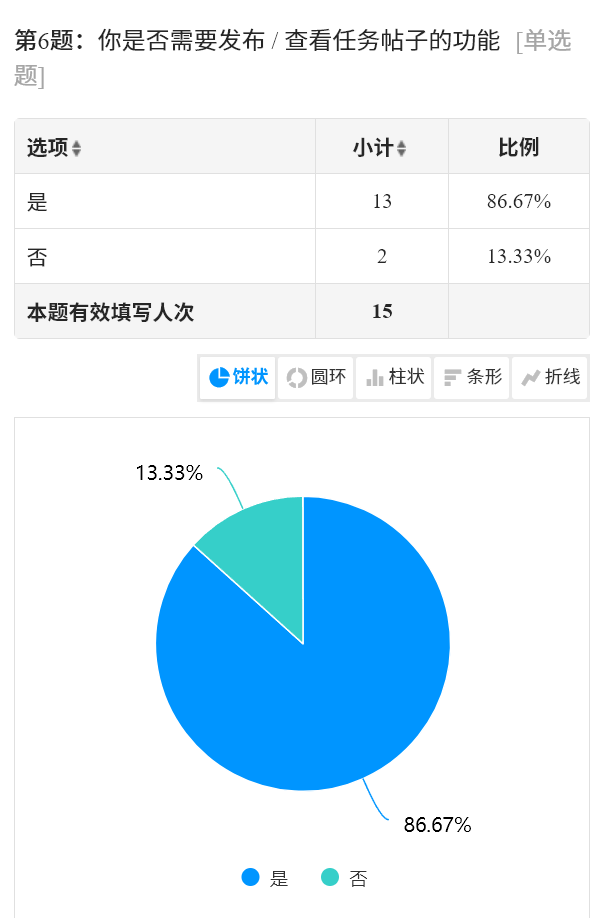 第6题：你是否需要发布 / 查看任务帖子的功能 [单选
题]
选项 小计 比例
是 13 86.67%
否 2 13.33%
本题有效填写人次 15
饼状 圆环 柱状 条形 折线
13.33%
86.67%
是 否